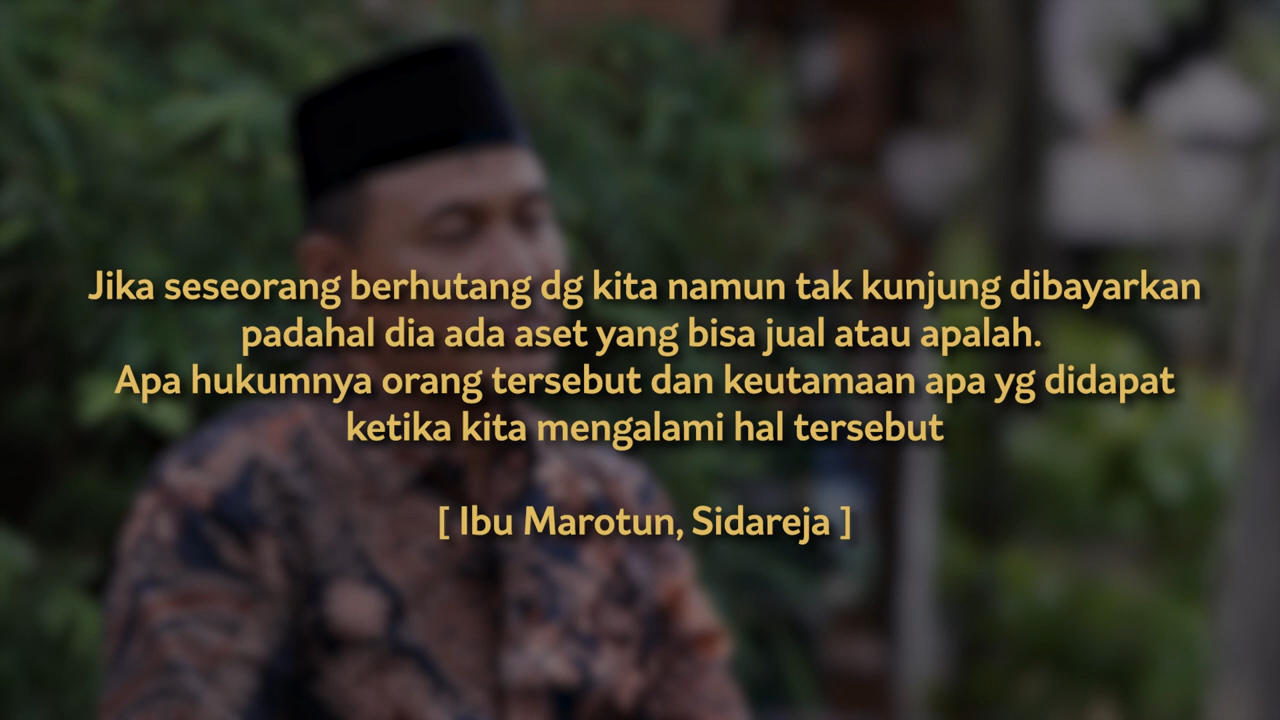 Jika seseorang berhutang dg kita namun tak kunjung dibayarkan
padahal dia ada aset yang bisa jual atau apalah.
Apa hukumnya orang tersebut dan keutamaan apa yg didapat
ketika kita mengalami hal tersebut
[ Ibu Marotun, Sidareja ]